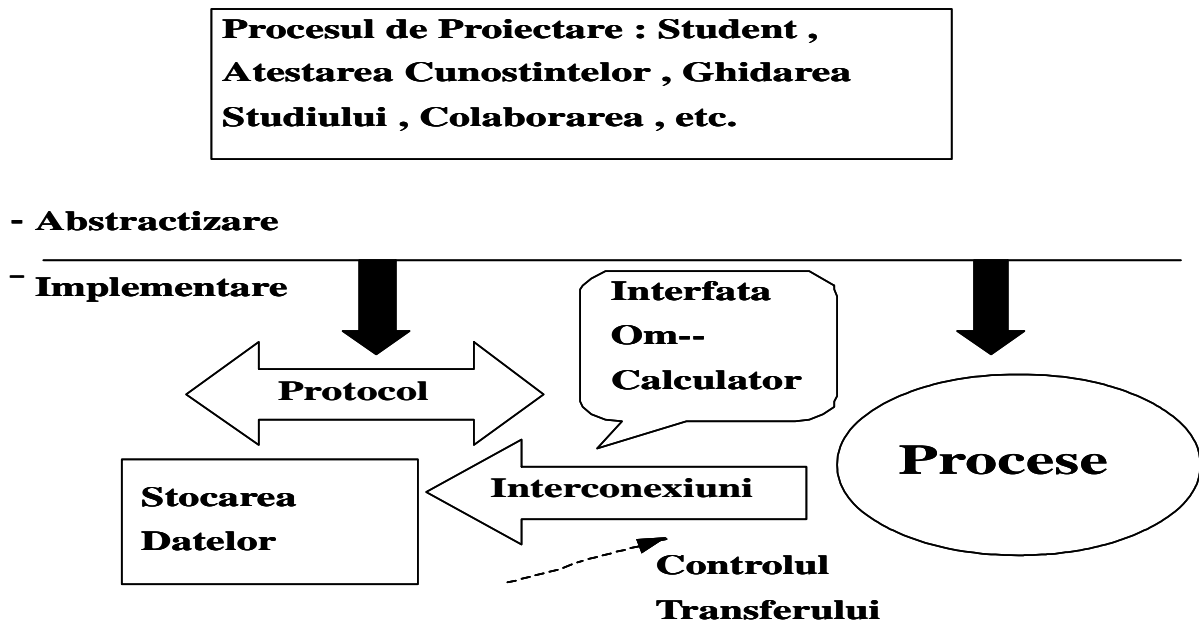 Procesul de Proiectare : Student ,
Atestarea Cunostintelor , Ghidarea
Studiului , Colaborarea , etc.
- Abstractizare
- Implementare
Interfata
Om--
Calculator
Protocol
Procese
Interconexiuni
Stocarea
Datelor
Controlul
Transferului